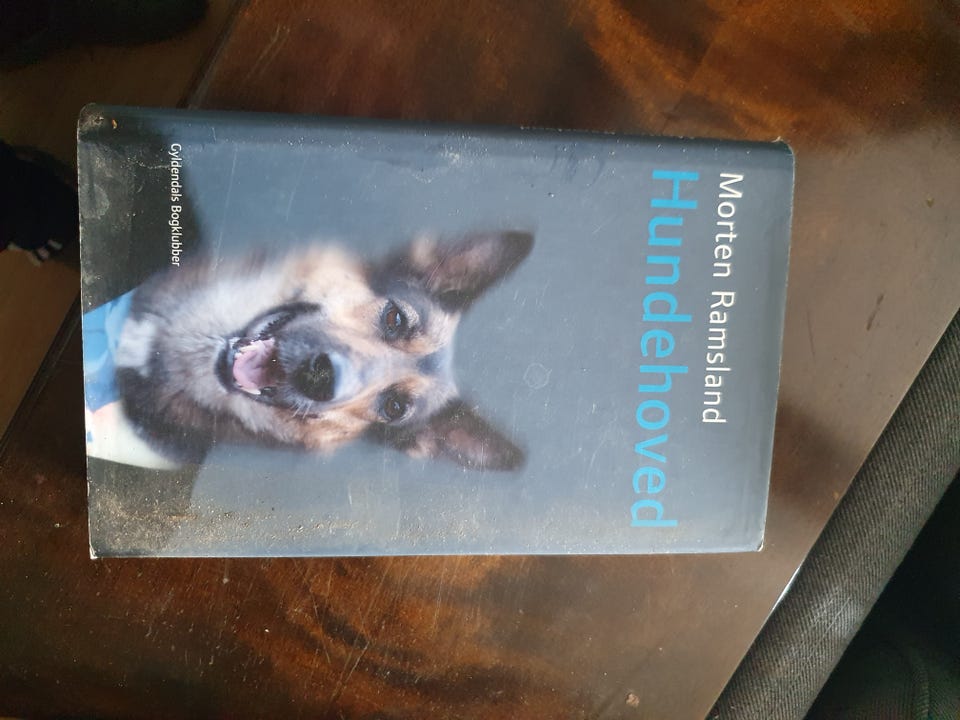 Morten Ramsland
Hundehoved
Gyldendals Bogklubber